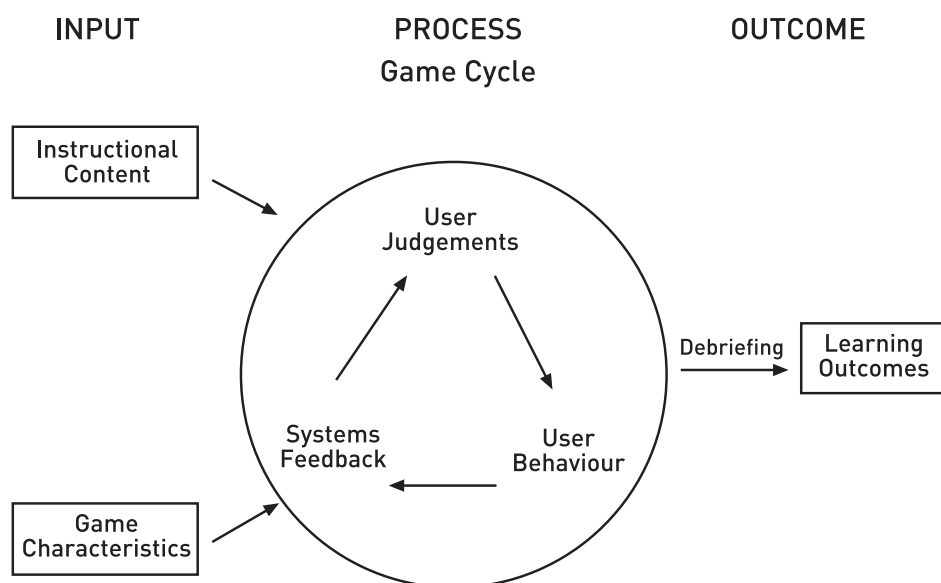 INPUT
PROCESS
OUTCOME
Game Cycle
Instructional
Content
User
Judgements
Debriefing
Learning
Outcomes
Systems
Feedback
User
Behaviour
Game
Characteristics